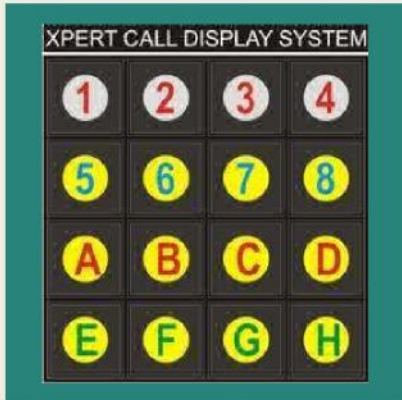 XPERT CALL DISPLAY SYSTEM
1 2 3 4
5 6 7 8
A B C D
E F G H